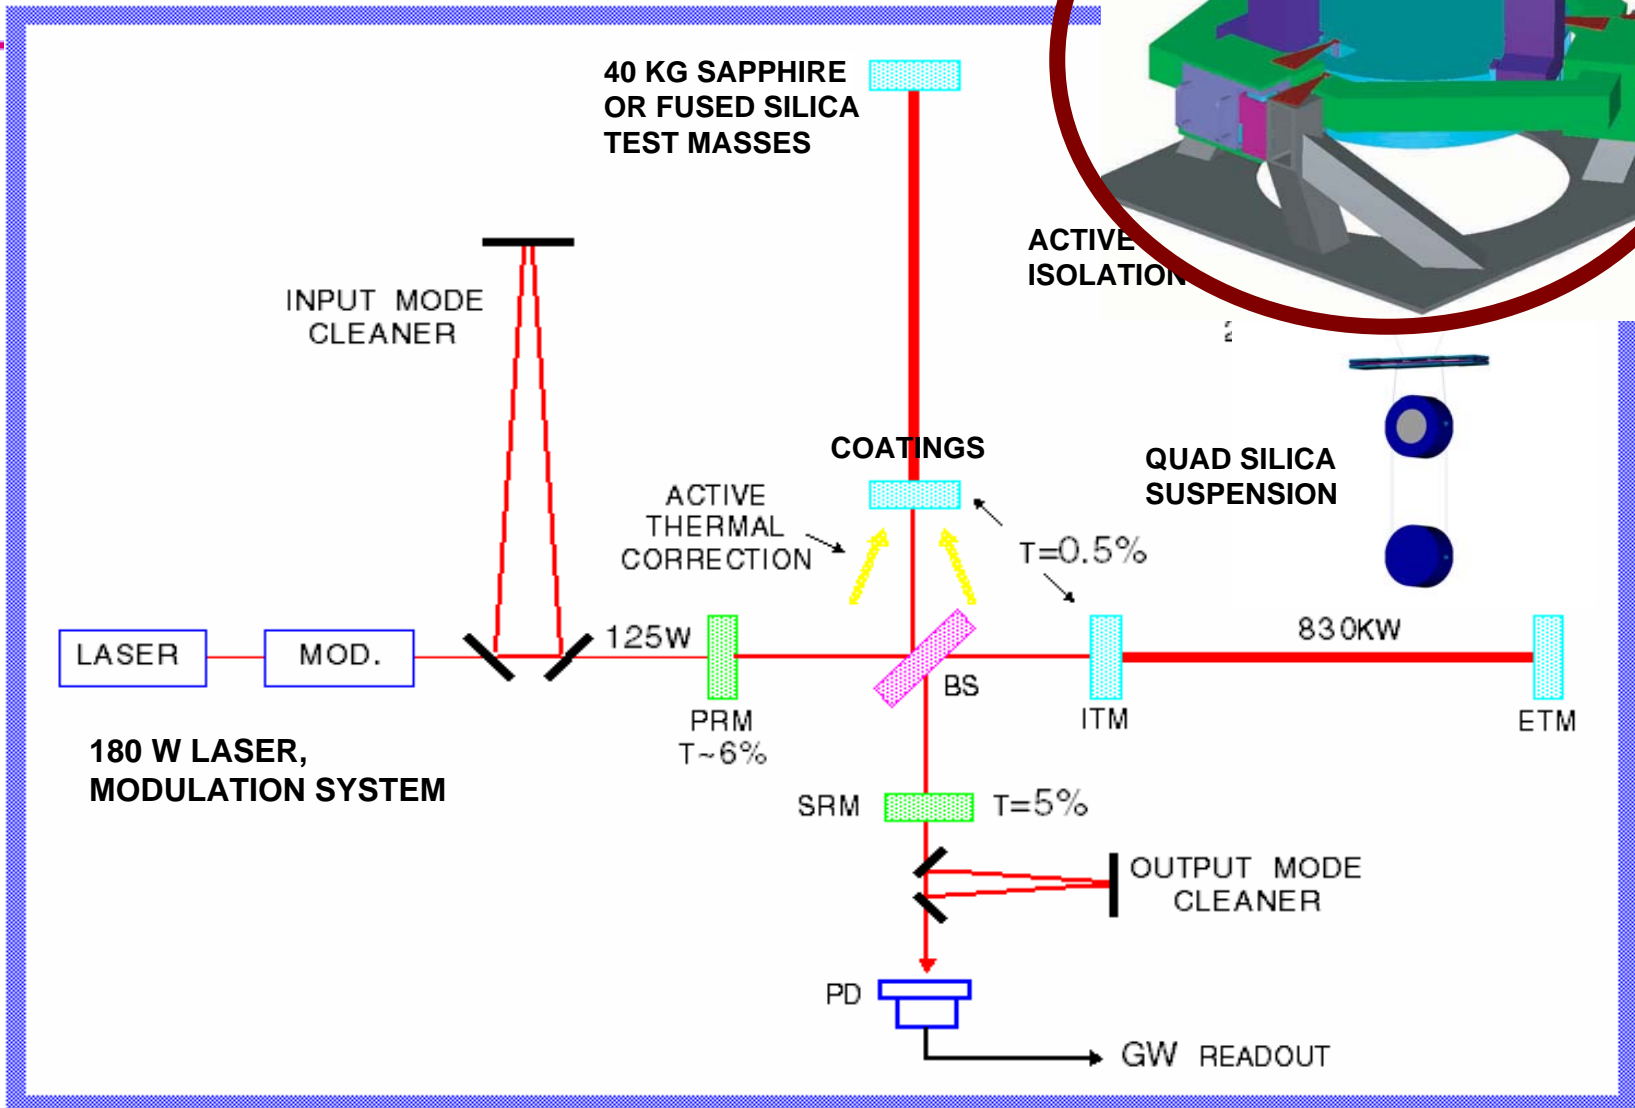 40 KG SAPPHIRE
OR FUSED SILICA
TEST MASSES
ACTIVE
ISOLATION
INPUT MODE
CLEANER
COATINGS
QUAD SILICA
SUSPENSION
ACTIVE
THERMAL
CORRECTION
T=0.5%
LASER
MOD.
125W
830KW
BS
PRM
T~6%
ITM
ETM
180 W LASER,
MODULATION SYSTEM
SRM
T=5%
OUTPUT MODE
CLEANER
PD
GW READOUT